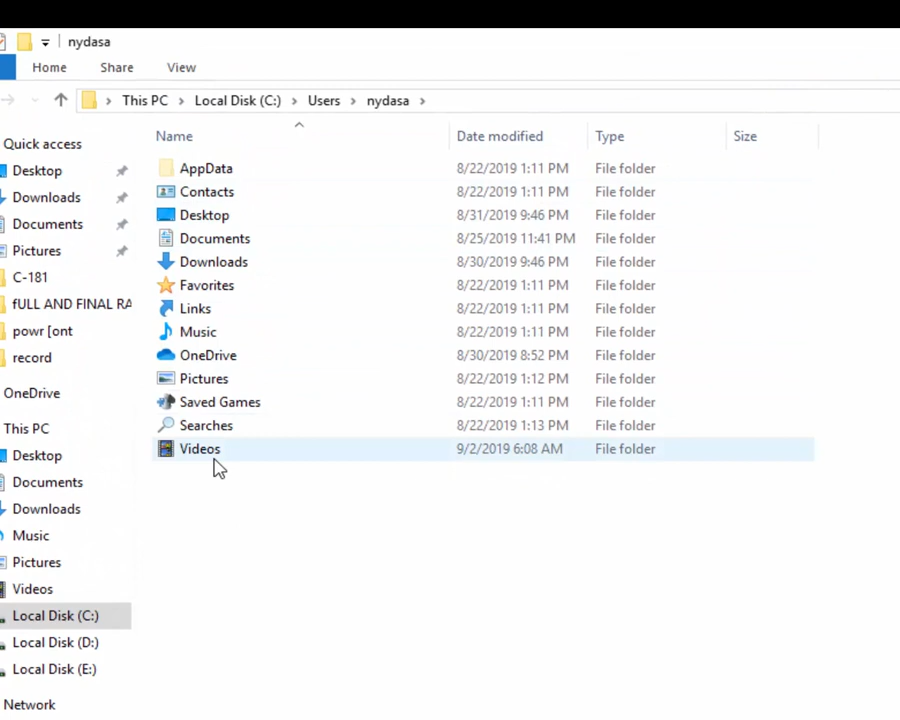 nydasa
Home Share View
This PC Local Disk (C:) Users nydasa
Name Date modified Type Size
AppData 8/22/2019 1:11 PM File folder
Contacts 8/22/2019 1:11 PM File folder
Desktop 8/31/2019 9:46 PM File folder
Documents 8/25/2019 11:41 PM File folder
Downloads 8/30/2019 9:46 PM File folder
Favorites 8/22/2019 1:11 PM File folder
Links 8/22/2019 1:11 PM File folder
Music 8/22/2019 1:11 PM File folder
OneDrive 8/30/2019 8:52 PM File folder
Pictures 8/22/2019 1:12 PM File folder
Saved Games 8/22/2019 1:11 PM File folder
Searches 8/22/2019 1:13 PM File folder
Videos 9/2/2019 6:08 AM File folder
Quick access
Desktop
Downloads
Documents
Pictures
C-181
fULL AND FINAL RA
powr [ont
record
OneDrive
This PC
Desktop
Documents
Downloads
Music
Pictures
Videos
Local Disk (C:)
Local Disk (D:)
Local Disk (E:)
Network